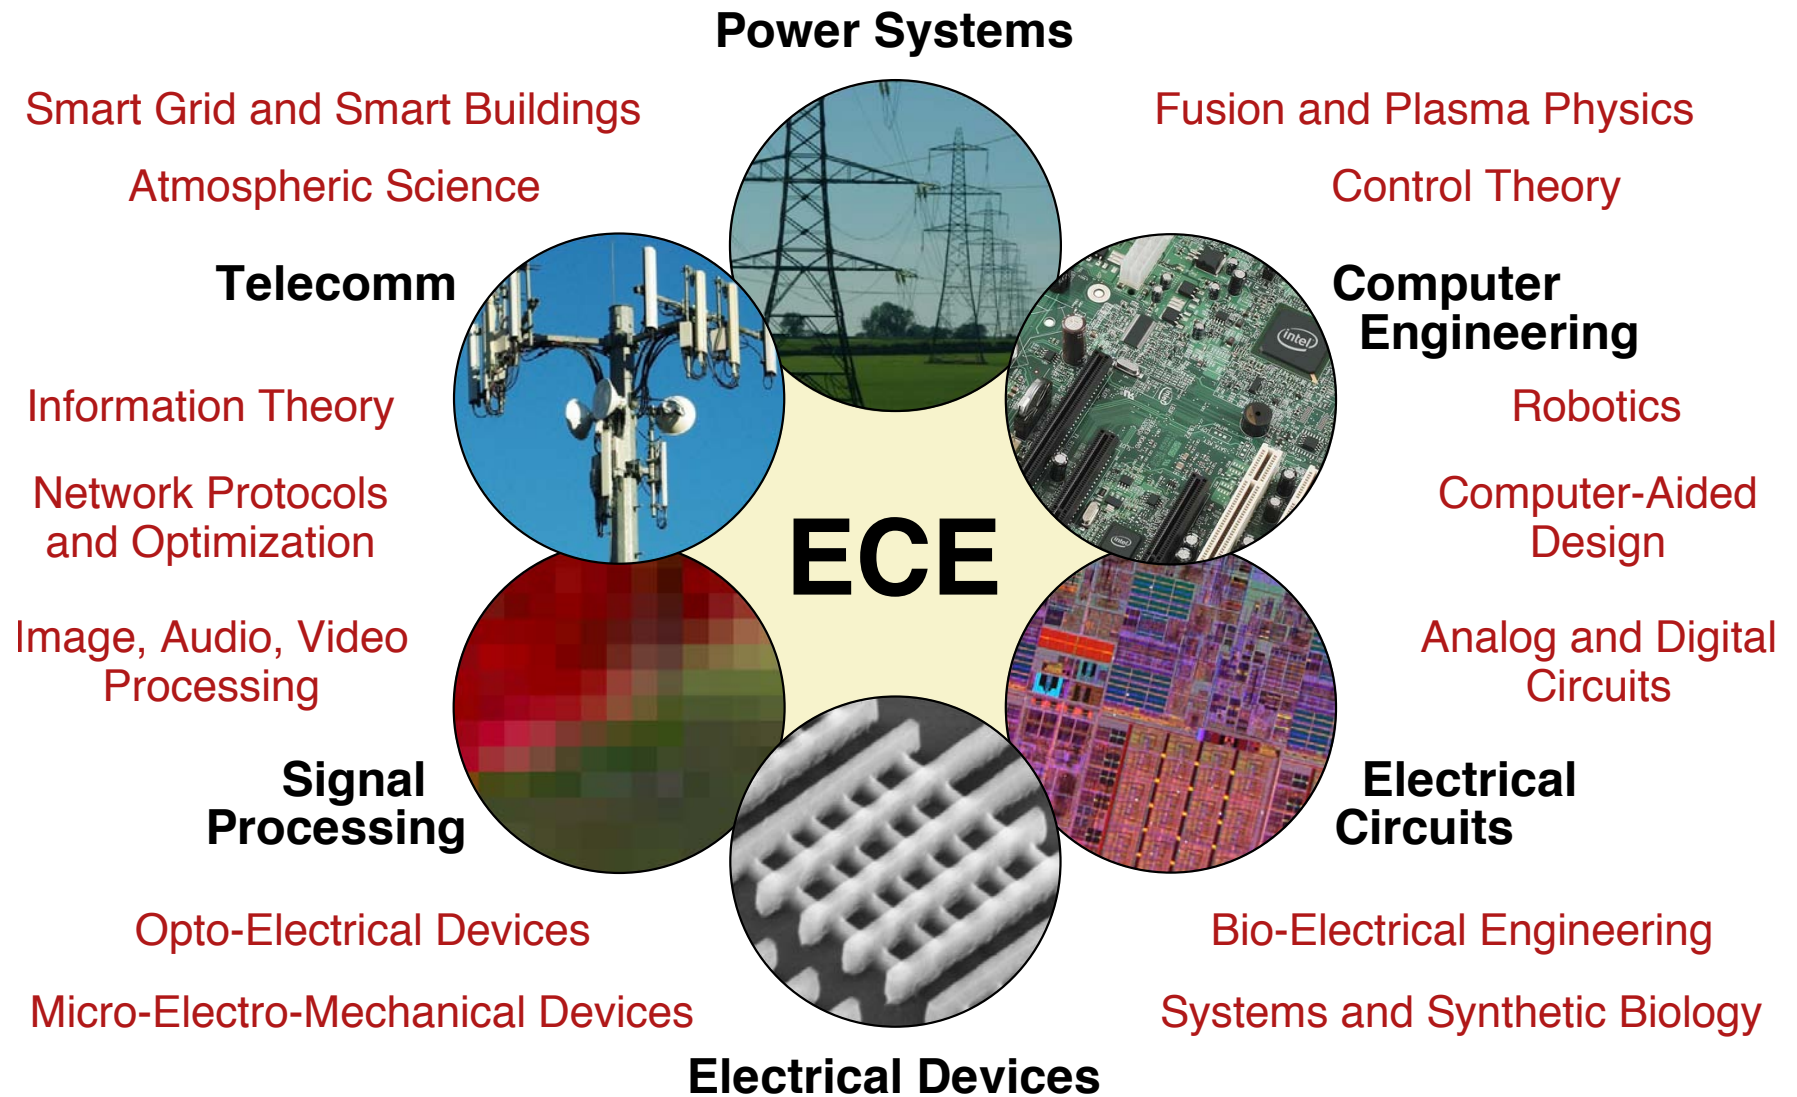 Power Systems
Smart Grid and Smart Buildings
Fusion and Plasma Physics
Atmospheric Science
Control Theory
Telecomm
Computer
Engineering
intel
Information Theory
Robotics
Network Protocols
and Optimization
Computer-Aided
Design
intel
ECE
Image, Audio, Video
Processing
Analog and Digital
Circuits
Signal
Processing
Electrical
Circuits
Opto-Electrical Devices
Bio-Electrical Engineering
Micro-Electro-Mechanical Devices
Systems and Synthetic Biology
Electrical Devices